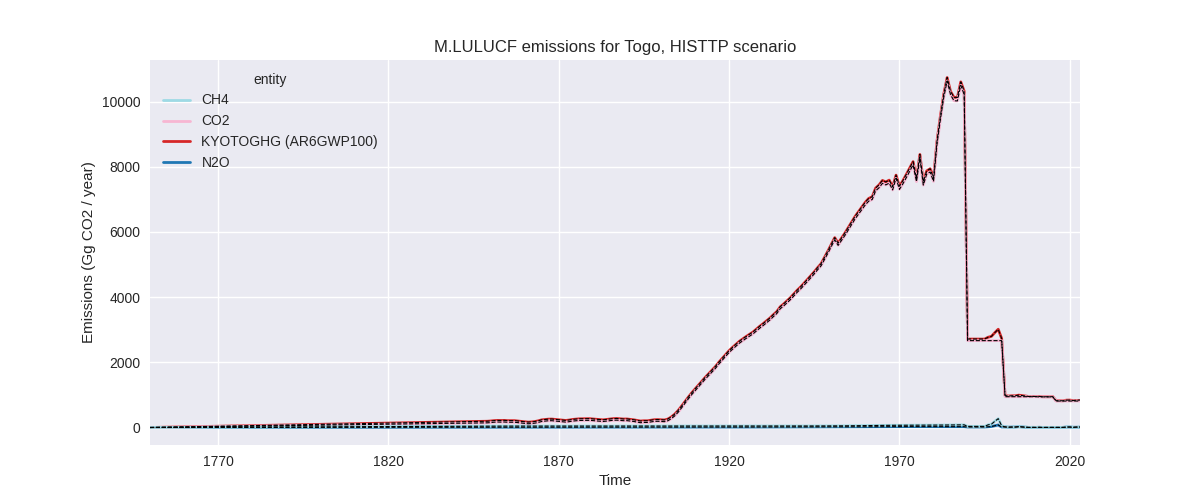 M.LULUCF emissions for Togo, HISTTP scenario
entity
CH4
CO2
KYOTOGHG (AR6GWP100)
N2O
Emissions (Gg CO2 / year)
10000
8000
6000
4000
2000
0
1770
1820
1870
1920
1970
2020
Time